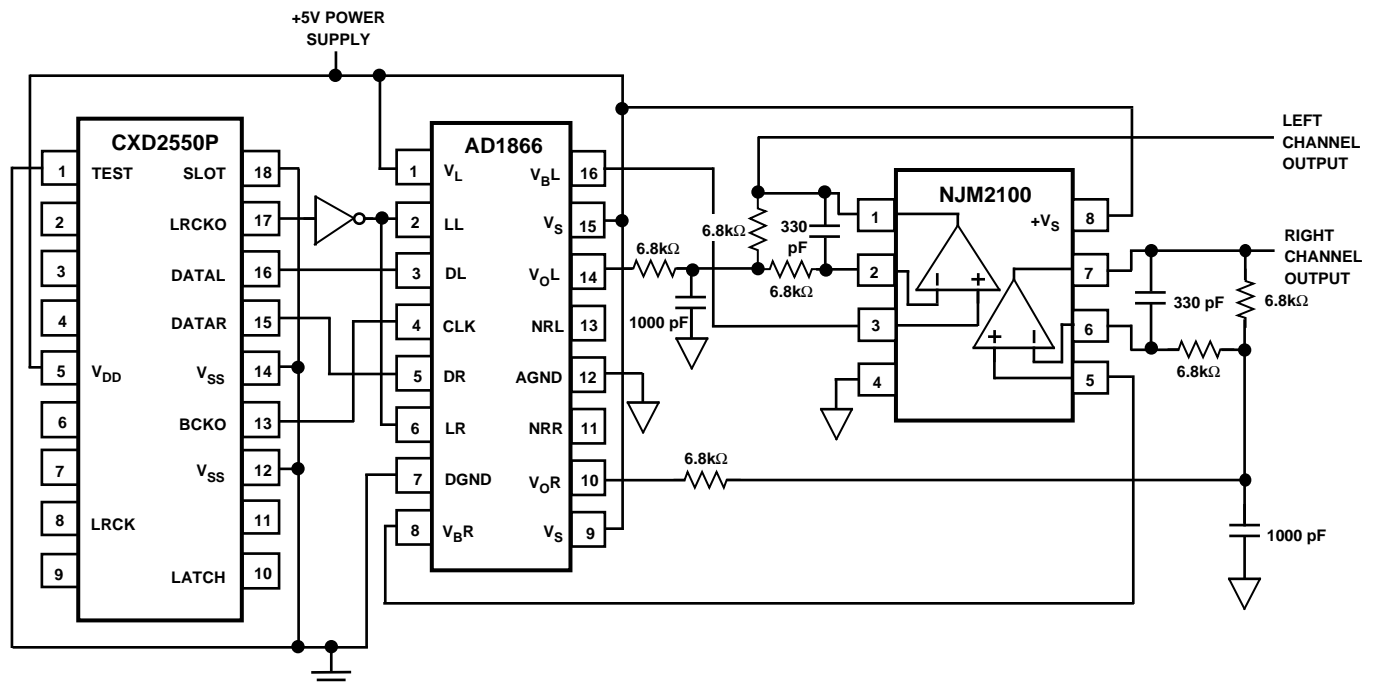 +5V POWER
SUPPLY
CXD2550P
1 TEST SLOT 18
2 LRCKO 17
3 DATAL 16
4 DATAR 15
5 VDD VSS 14
6 BCKO 13
7 VSS 12
8 LRCK 11
9 LATCH 10
AD1866
1 VL VBL 16
2 LL VS 15
3 DL VOL 14
4 CLK NRL 13
5 DR AGND 12
6 LR NRR 11
7 DGND VOR 10
8 VBR VS 9
6.8kΩ
1000 pF
6.8kΩ
330
pF
6.8kΩ
NJM2100
1 +VS 8
2 7
3 6
4 5
LEFT
CHANNEL
OUTPUT
RIGHT
CHANNEL
OUTPUT
330 pF
6.8kΩ
6.8kΩ
6.8kΩ
1000 pF